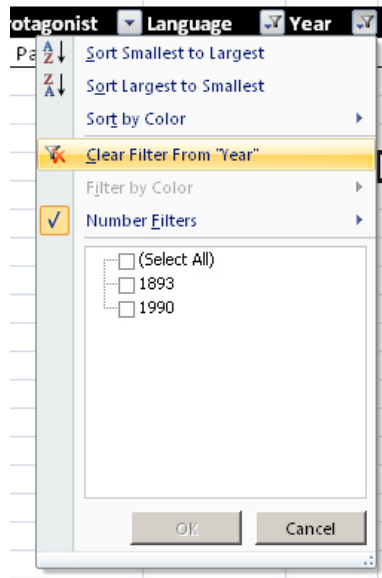 otagonist Language Year
Pa
Sort Smallest to Largest
Sort Largest to Smallest
Sort by Color
Clear Filter From "Year"
Filter by Color
Number Filters
(Select All)
1893
1990
OK Cancel